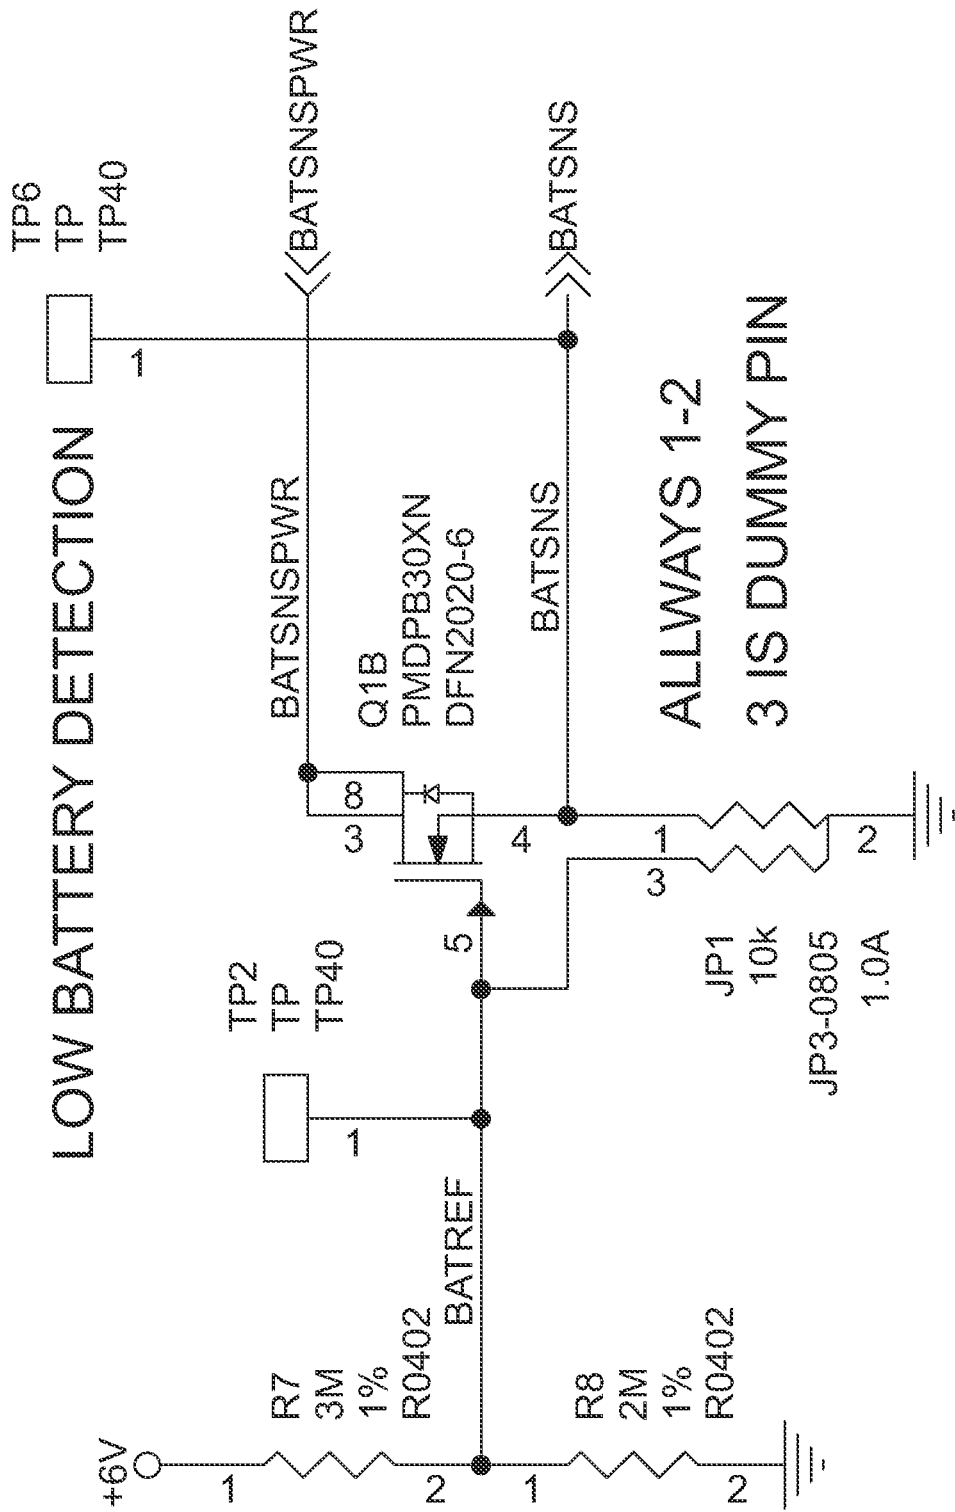 LOW BATTERY DETECTION
TP6
TP
TP40
1
BATSNSPWR
BATSNSPWR
TP2
TP
TP40
1
Q1B
PMDPB30XN
DFN2020-6
3
8
5
4
BATSNS
BATSNS
+6V
1
R7
3M
1%
R0402
2
BATREF
1
R8
2M
1%
R0402
2
3
1
2
JP1
10k
JP3-0805
1.0A
ALLWAYS 1-2
3 IS DUMMY PIN